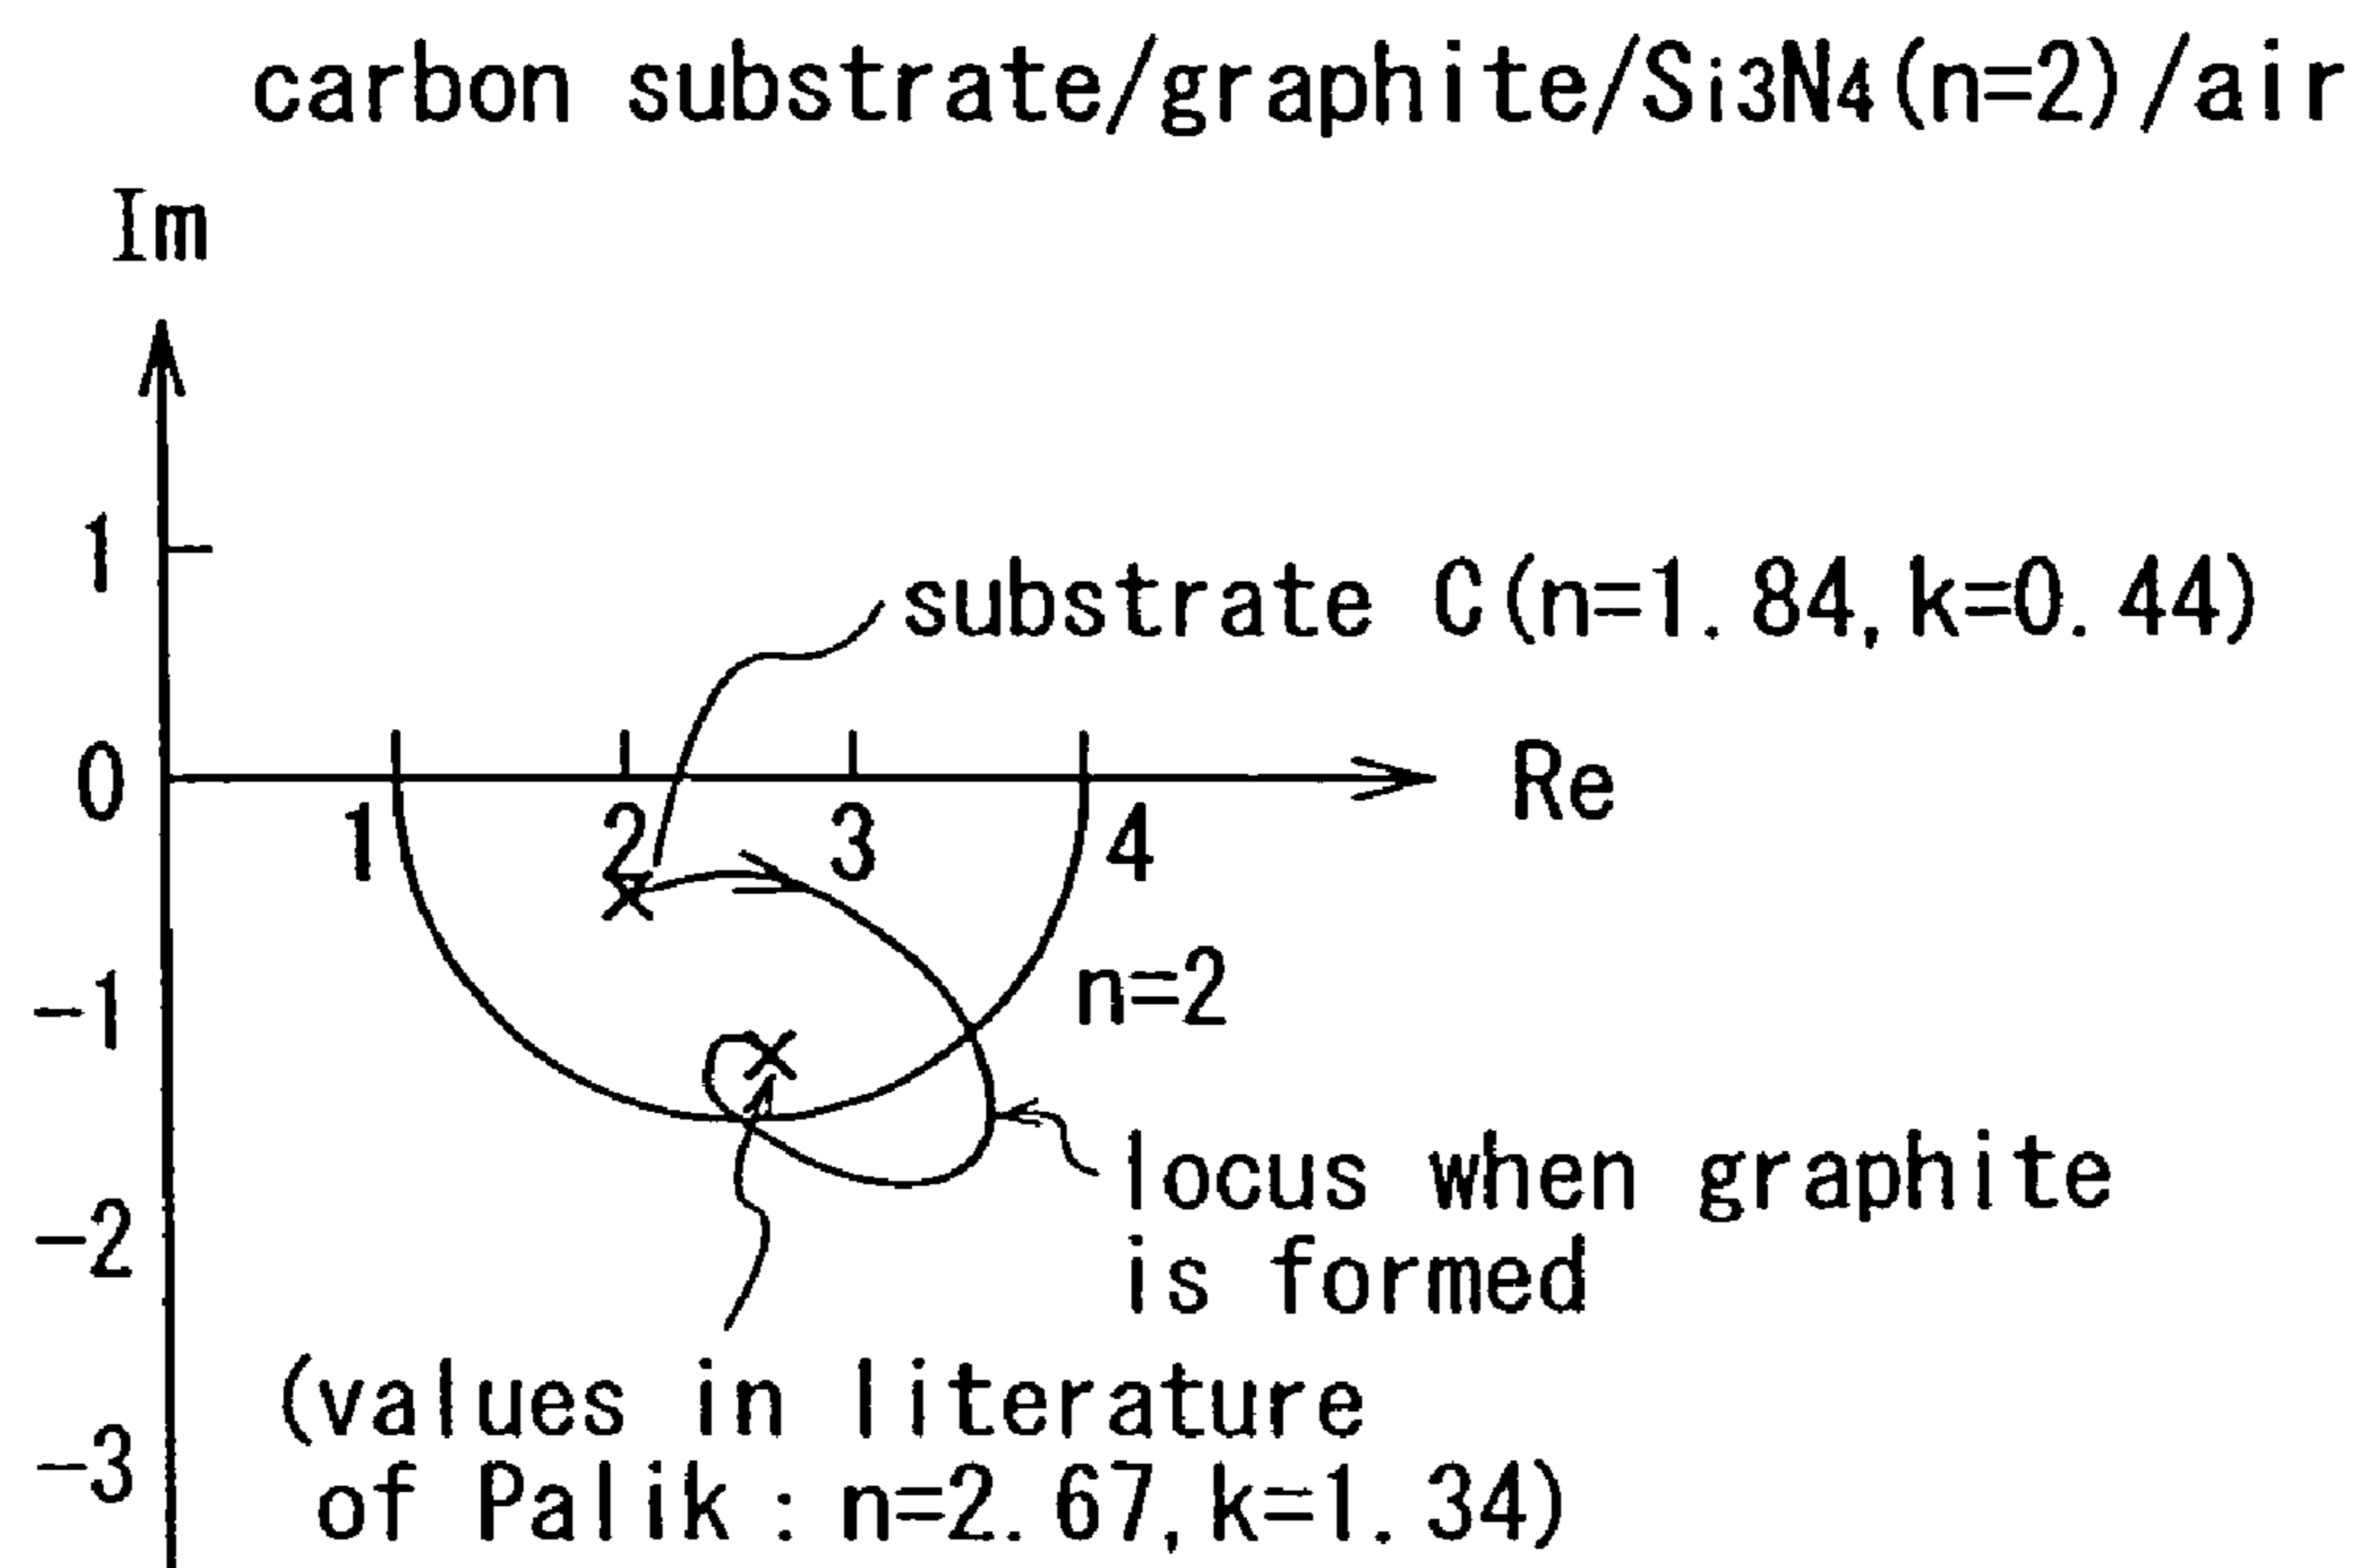 carbon substrate/graphite/Si3N4(n=2)/air
Im
1
substrate C(n=1.84,k=0.44)
0
Re
1
2
3
4
-1
n=2
locus when graphite
is formed
-2
(values in literature
of Palik: n=2.67,k=1.34)
-3